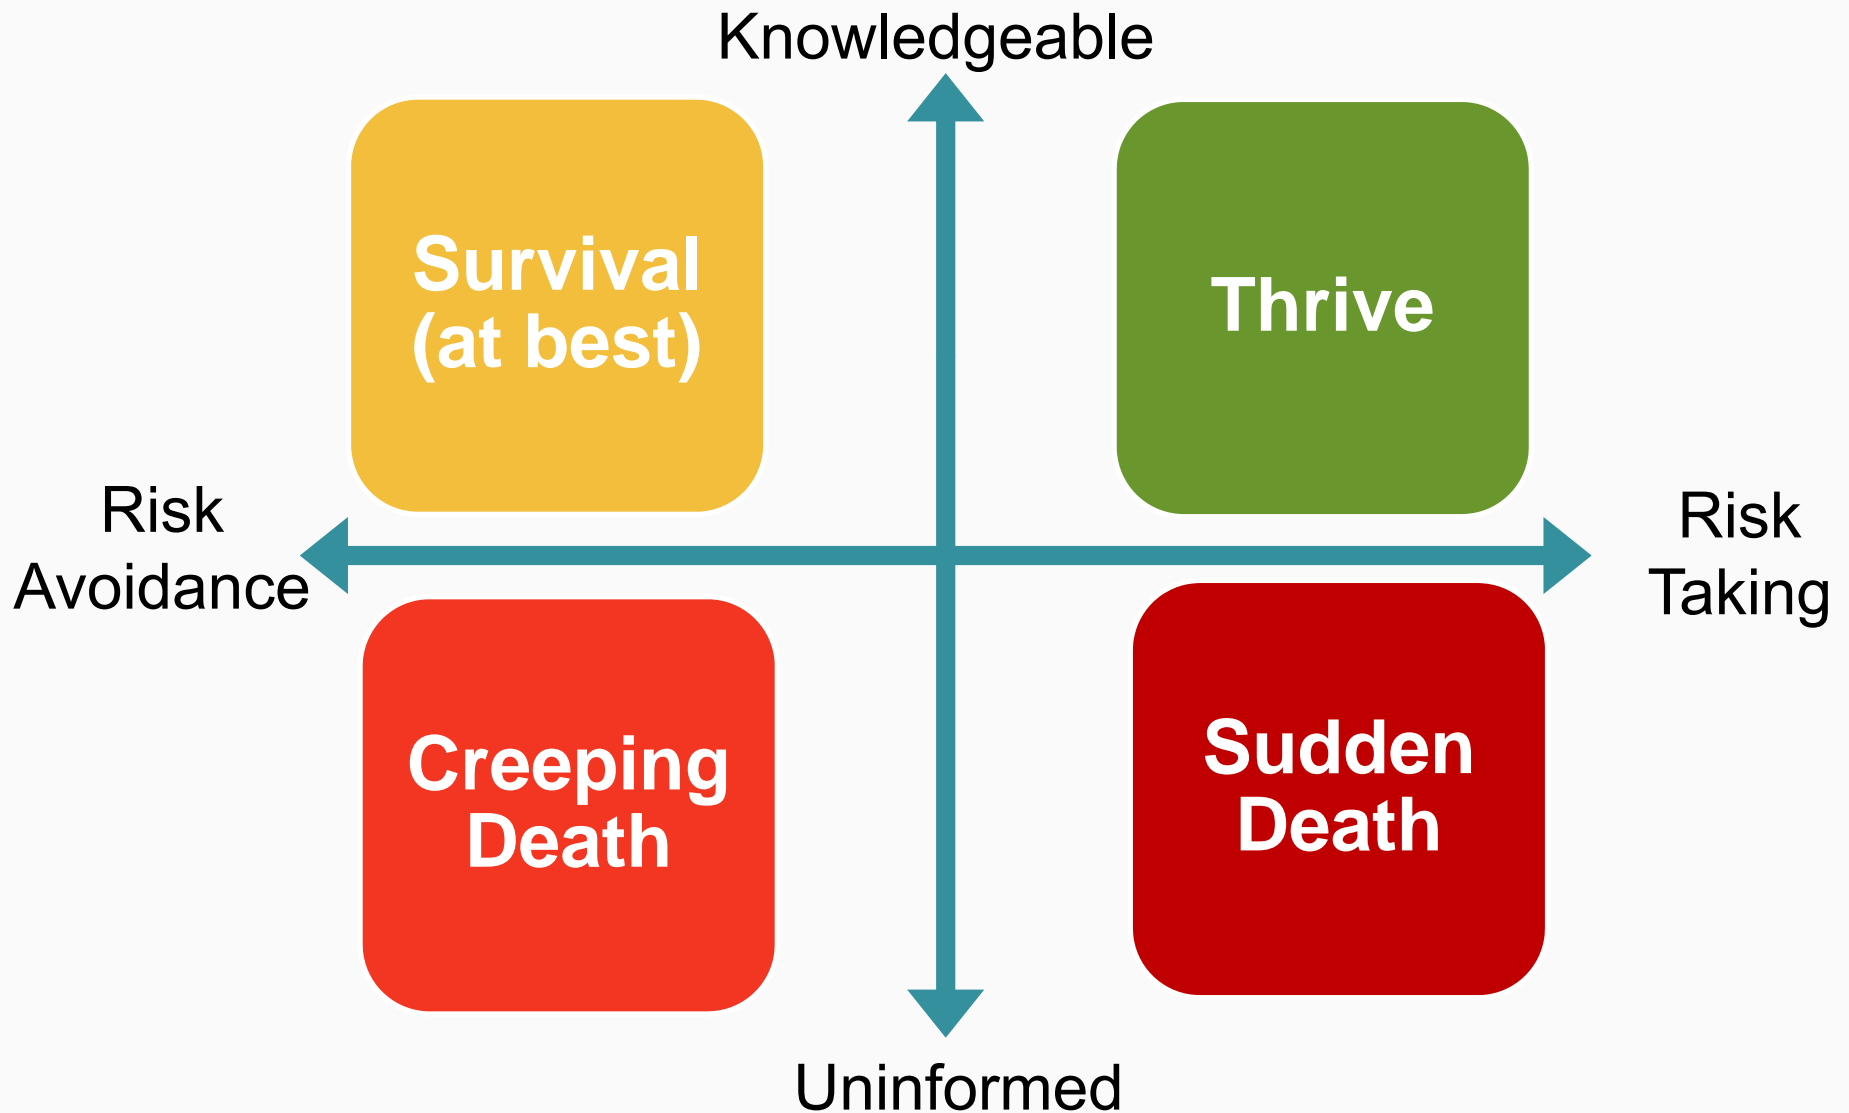 Knowledgeable
Survival
(at best)
Thrive
Risk
Avoidance
Risk
Taking
Creeping
Death
Sudden
Death
Uninformed